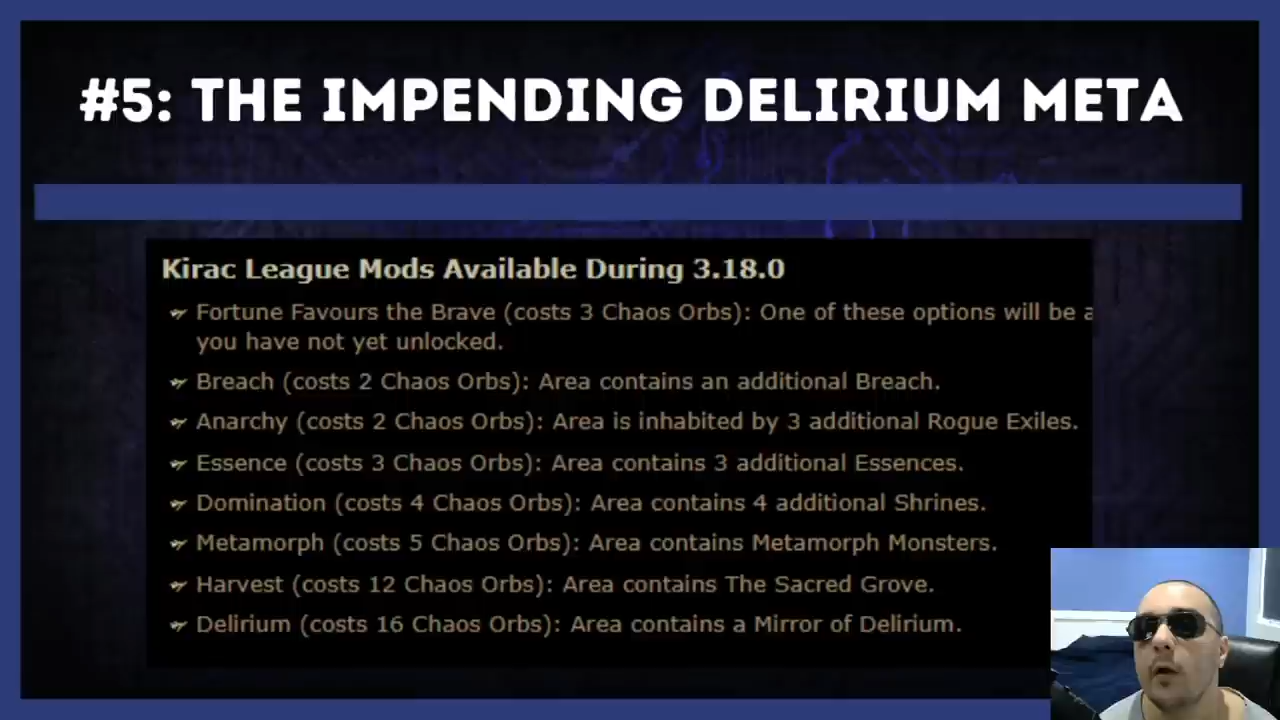 #5: THE IMPENDING DELIRIUM META
Kirac League Mods Available During 3.18.0
Fortune Favours the Brave (costs 3 Chaos Orbs): One of these options will be a
you have not yet unlocked.
Breach (costs 2 Chaos Orbs): Area contains an additional Breach.
Anarchy (costs 2 Chaos Orbs): Area is inhabited by 3 additional Rogue Exiles.
Essence (costs 3 Chaos Orbs): Area contains 3 additional Essences.
Domination (costs 4 Chaos Orbs): Area contains 4 additional Shrines.
Metamorph (costs 5 Chaos Orbs): Area contains Metamorph Monsters.
Harvest (costs 12 Chaos Orbs): Area contains The Sacred Grove.
Delirium (costs 16 Chaos Orbs): Area contains a Mirror of Delirium.